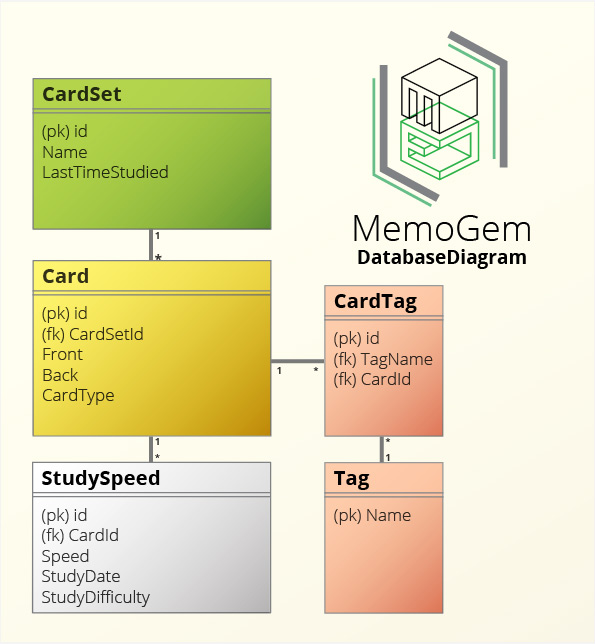 CardSet
(pk) id
Name
LastTimeStudied
1
*
MemoGem
DatabaseDiagram
Card
(pk) id
(fk) CardSetId
Front
Back
CardType
1
*
CardTag
(pk) id
(fk) TagName
(fk) CardId
1
*
*
1
StudySpeed
(pk) id
(fk) CardId
Speed
StudyDate
StudyDifficulty
Tag
(pk) Name